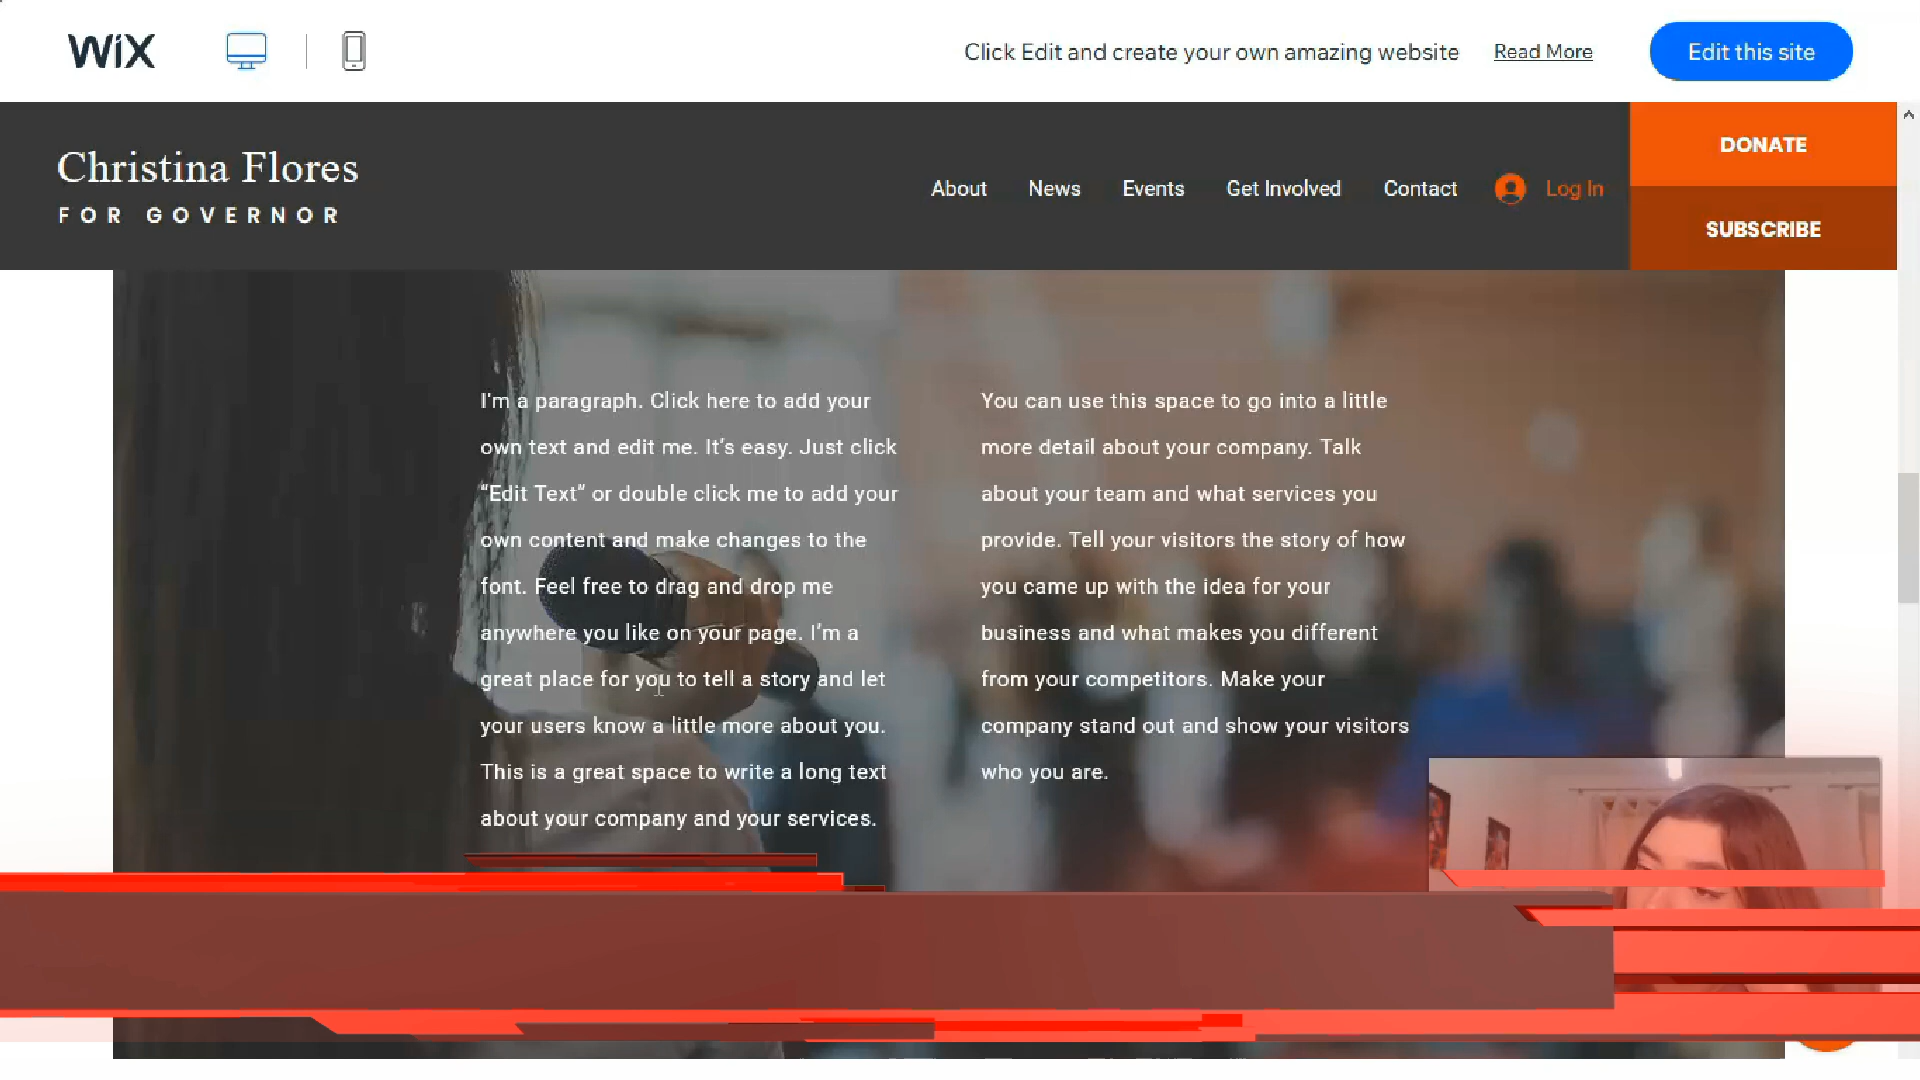 WiX
Click Edit and create your own amazing website
Read More
Edit this site
Christina Flores
FOR GOVERNOR
About
News
Events
Get Involved
Contact
Log In
DONATE
SUBSCRIBE
I'm a paragraph. Click here to add your
own text and edit me. It's easy. Just click
“Edit Text” or double click me to add your
own content and make changes to the
font. Feel free to drag and drop me
anywhere you like on your page. I'm a
great place for you to tell a story and let
your users know a little more about you.
This is a great space to write a long text
about your company and your services.
You can use this space to go into a little
more detail about your company. Talk
about your team and what services you
provide. Tell your visitors the story of how
you came up with the idea for your
business and what makes you different
from your competitors. Make your
company stand out and show your visitors
who you are.